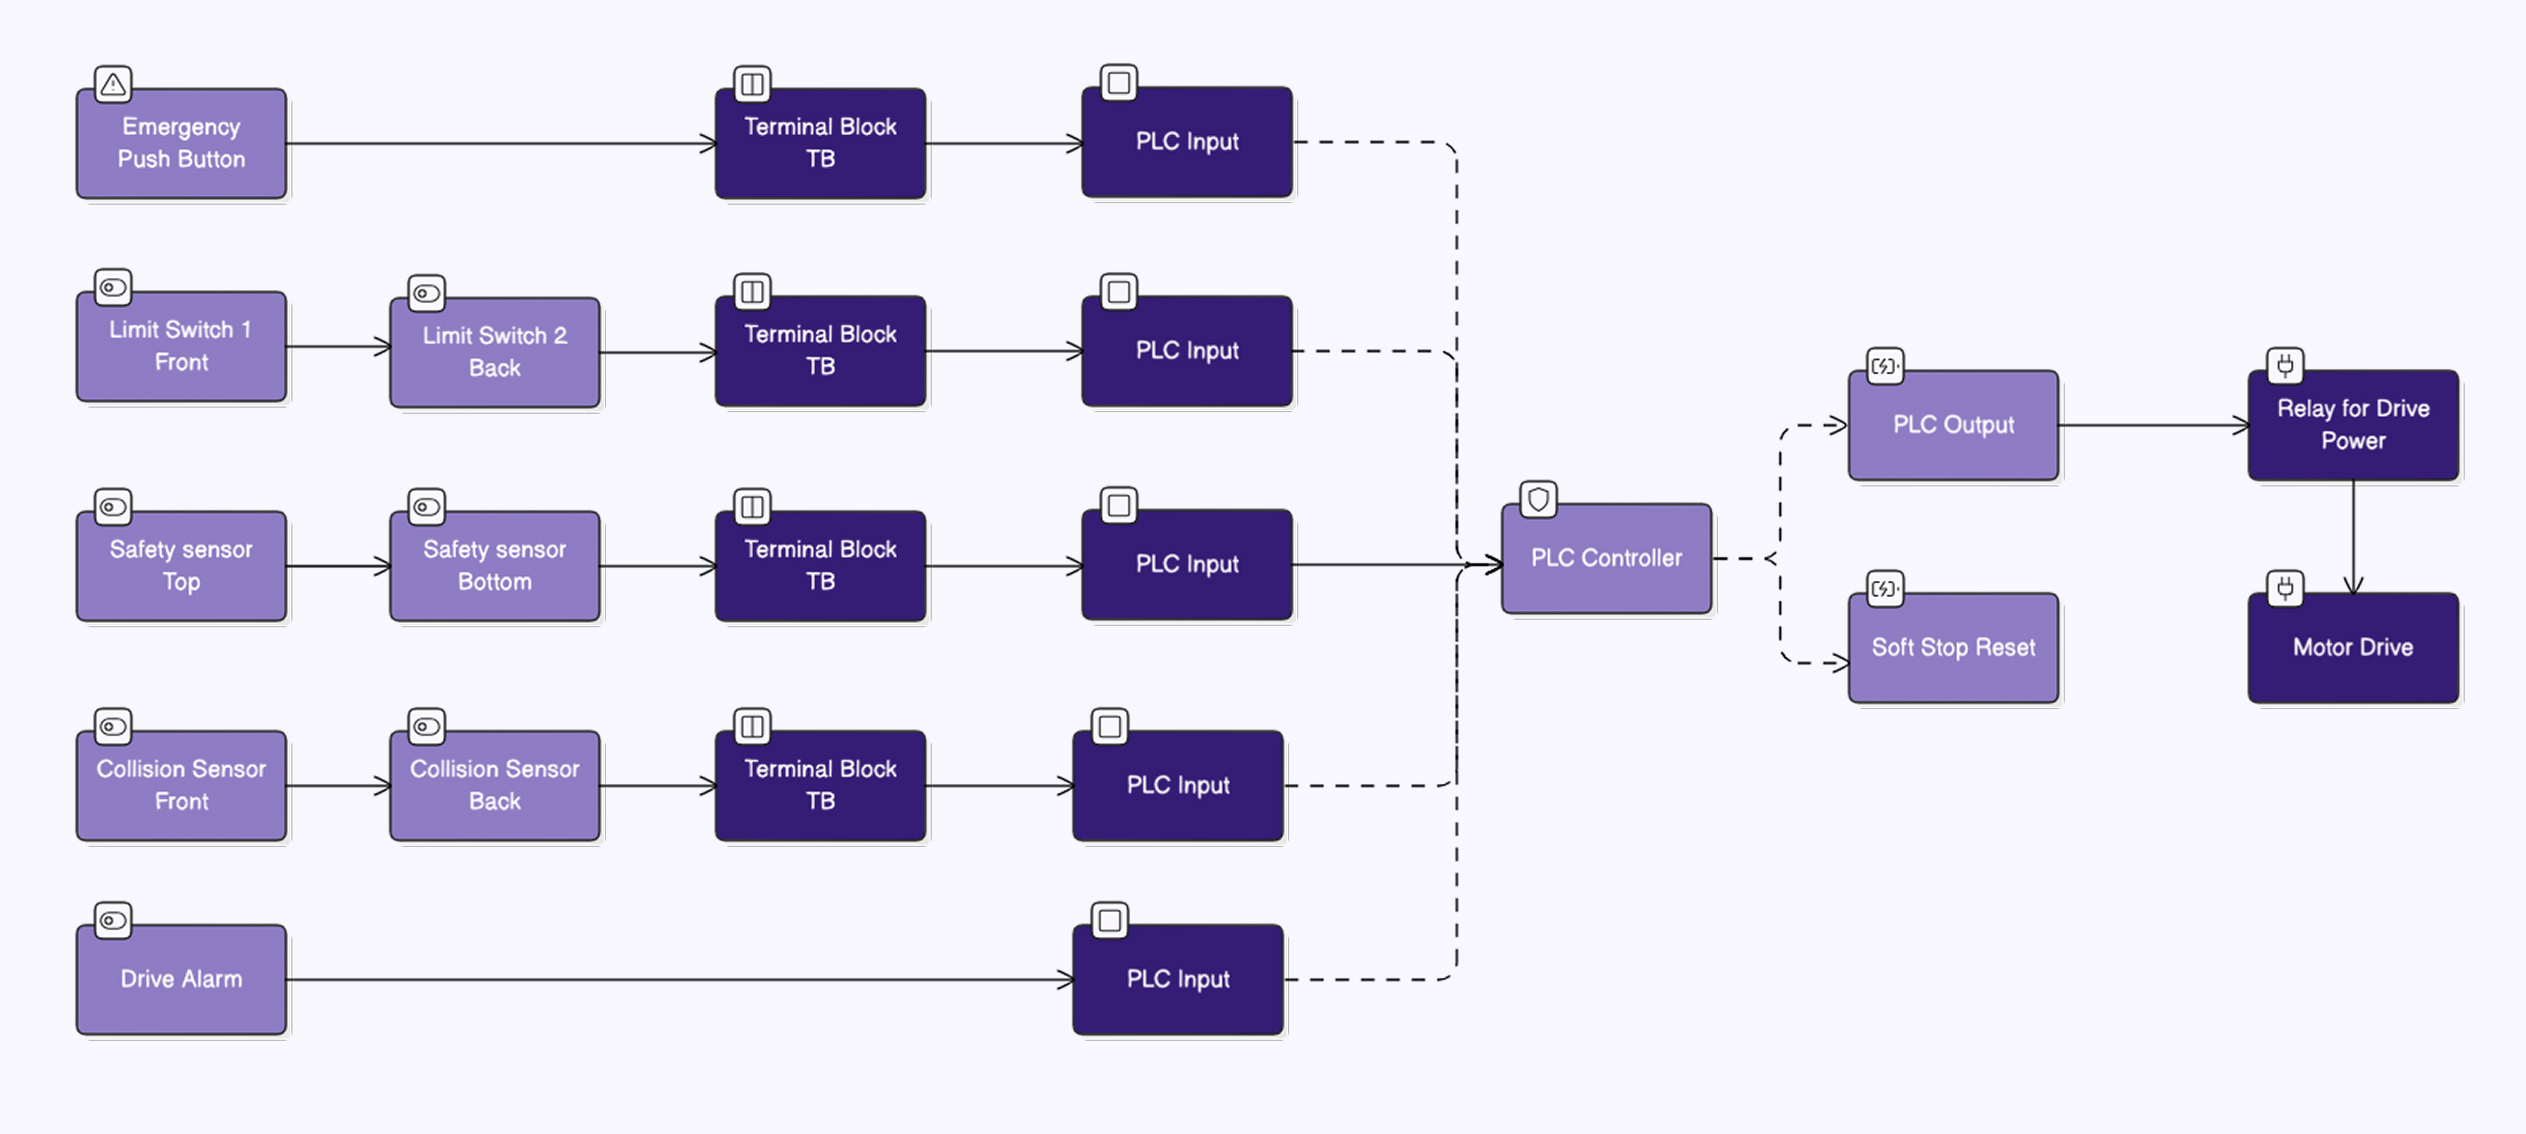 Emergency
Push Button
Terminal Block
TB
PLC Input
Limit Switch 1
Front
Limit Switch 2
Back
Terminal Block
TB
PLC Input
Safety sensor
Top
Safety sensor
Bottom
Terminal Block
TB
PLC Input
Collision Sensor
Front
Collision Sensor
Back
Terminal Block
TB
PLC Input
Drive Alarm
PLC Input
PLC Controller
PLC Output
Relay for Drive
Power
Soft Stop Reset
Motor Drive